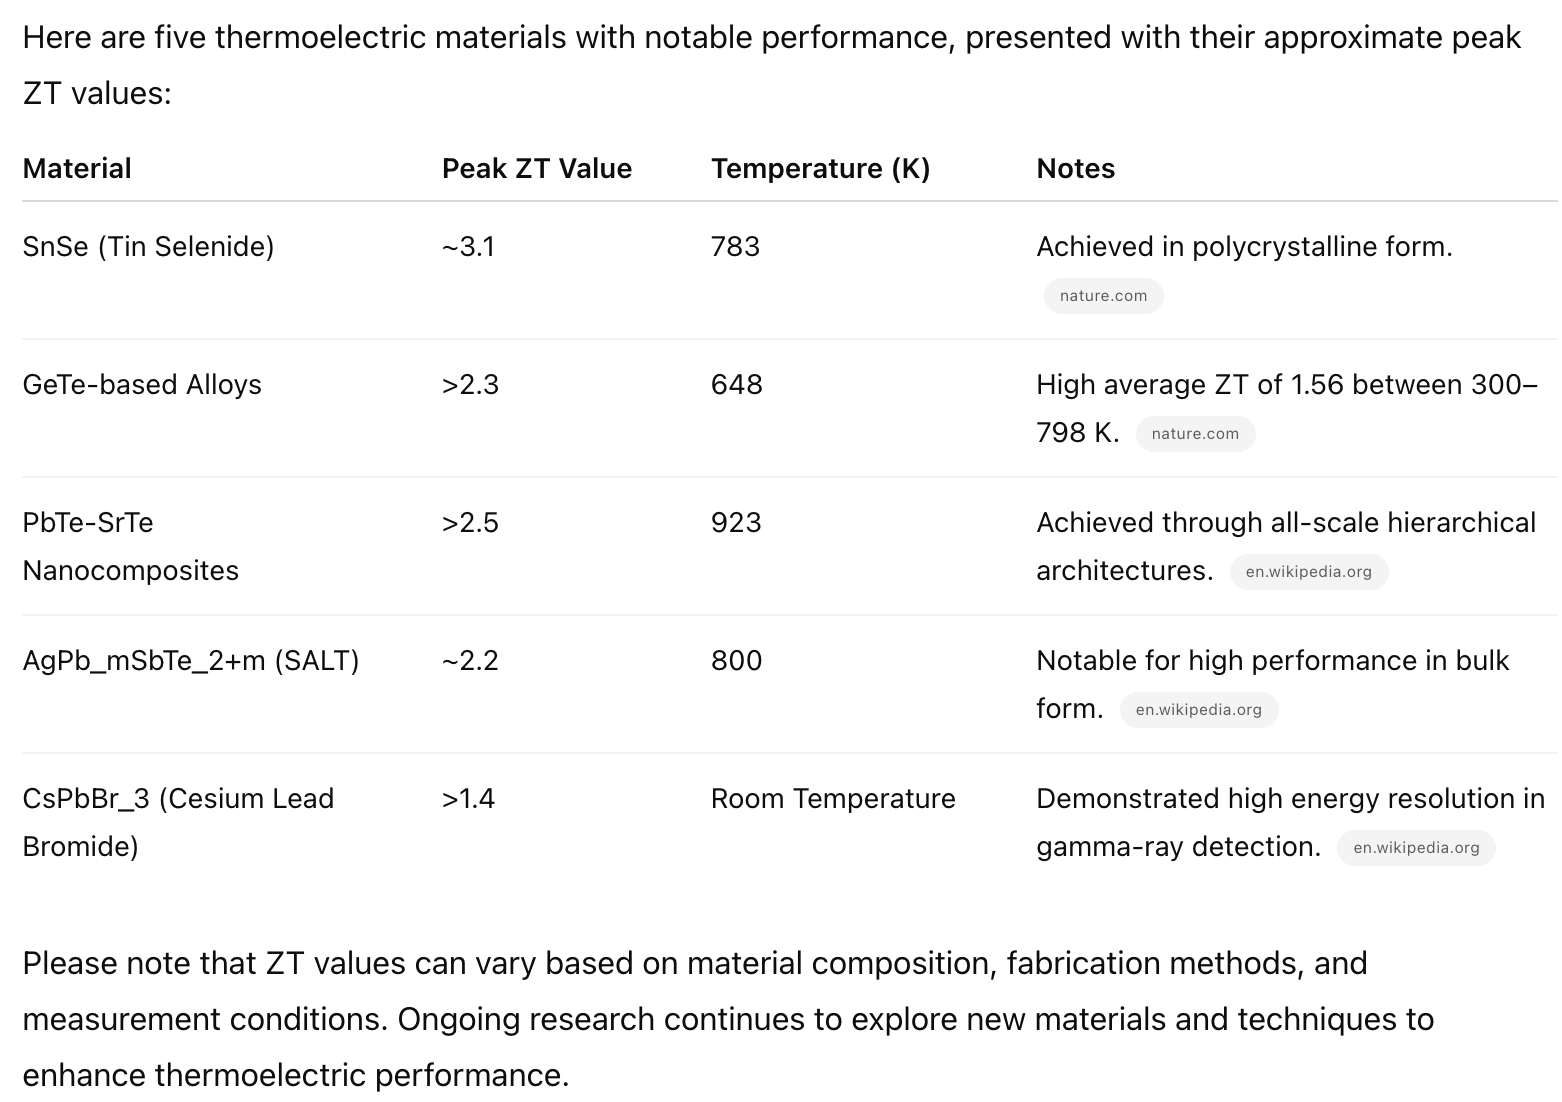 Here are five thermoelectric materials with notable performance, presented with their approximate peak
ZT values:
Material Peak ZT Value Temperature (K) Notes
SnSe (Tin Selenide) ~3.1 783 Achieved in polycrystalline form.
nature.com
GeTe-based Alloys >2.3 648 High average ZT of 1.56 between 300–
798 K. nature.com
PbTe-SrTe >2.5 923 Achieved through all-scale hierarchical
Nanocomposites architectures. en.wikipedia.org
AgPb_mSbTe_2+m (SALT) ~2.2 800 Notable for high performance in bulk
form. en.wikipedia.org
CsPbBr_3 (Cesium Lead >1.4 Room Temperature Demonstrated high energy resolution in
Bromide) gamma-ray detection. en.wikipedia.org
Please note that ZT values can vary based on material composition, fabrication methods, and
measurement conditions. Ongoing research continues to explore new materials and techniques to
enhance thermoelectric performance.